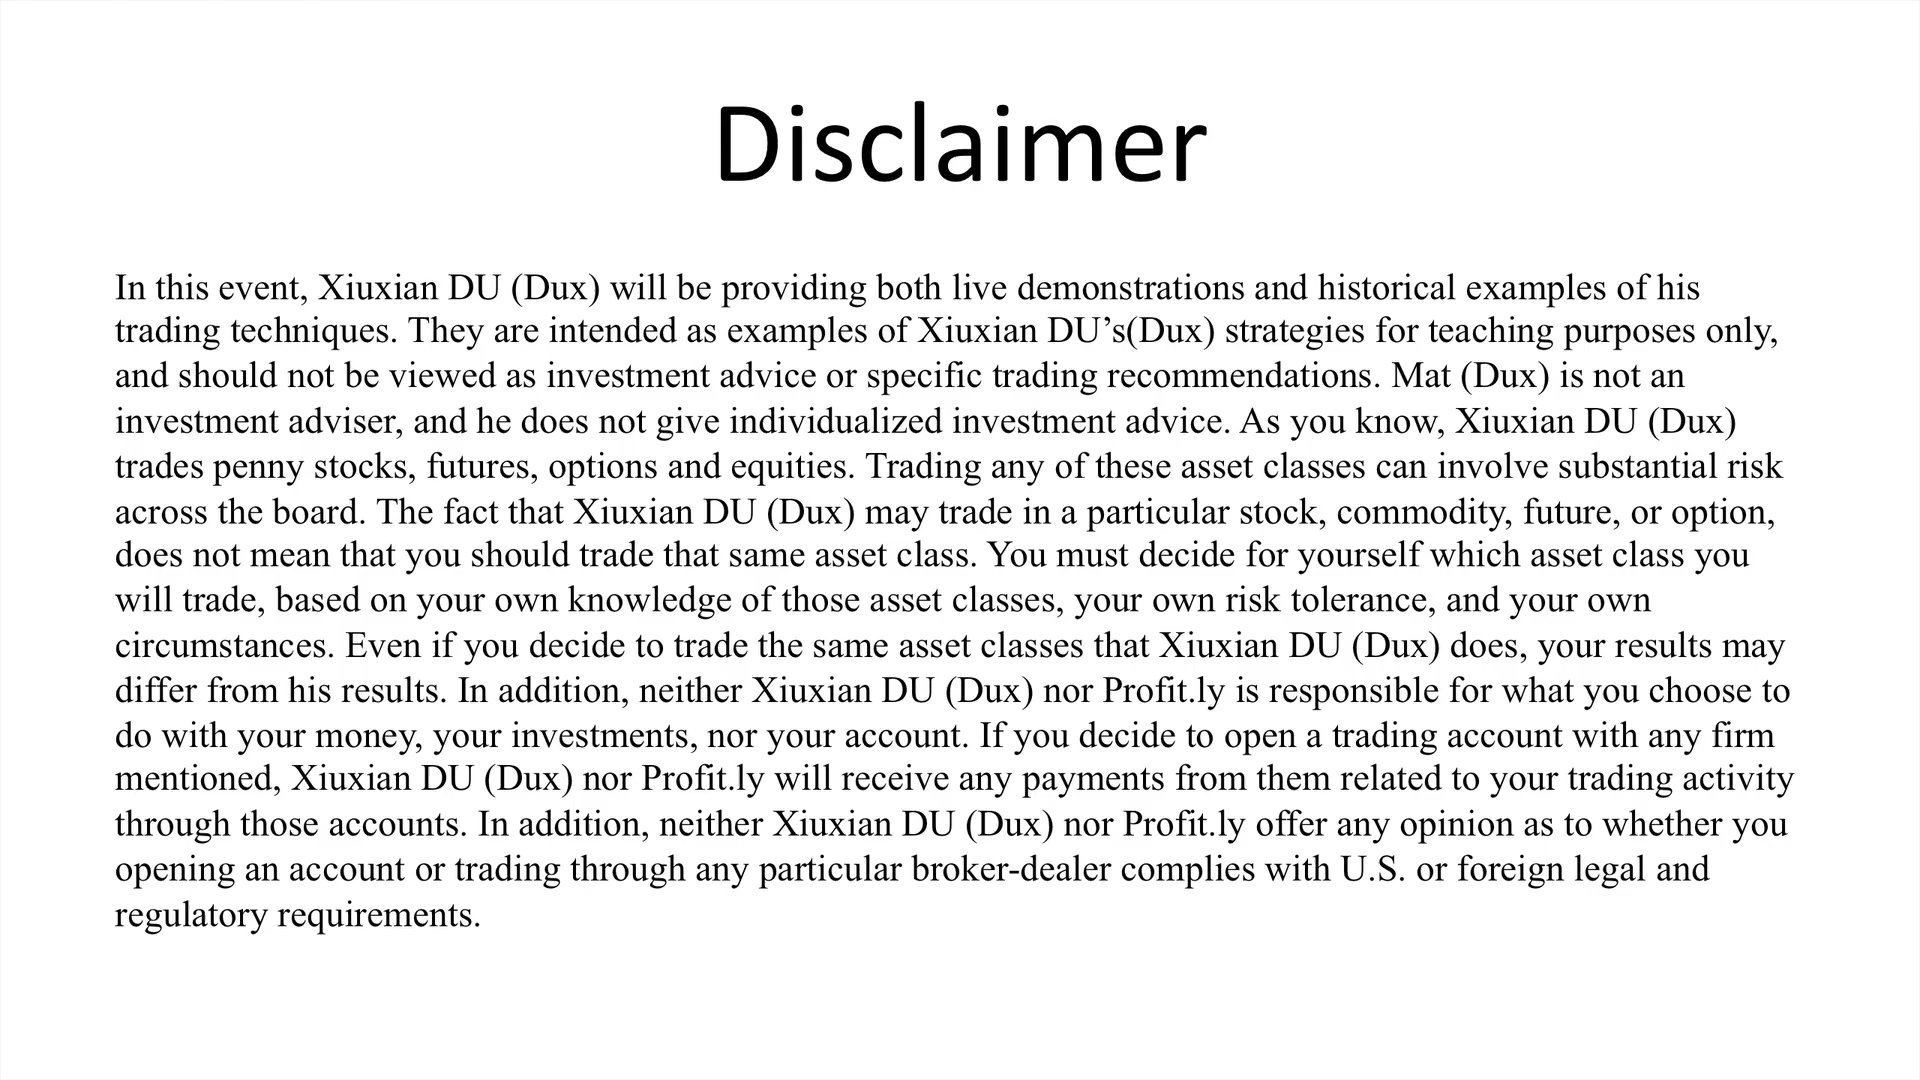 Disclaimer
In this event, Xiuxian DU (Dux) will be providing both live demonstrations and historical examples of his
trading techniques. They are intended as examples of Xiuxian DU’s(Dux) strategies for teaching purposes only,
and should not be viewed as investment advice or specific trading recommendations. Mat (Dux) is not an
investment adviser, and he does not give individualized investment advice. As you know, Xiuxian DU (Dux)
trades penny stocks, futures, options and equities. Trading any of these asset classes can involve substantial risk
across the board. The fact that Xiuxian DU (Dux) may trade in a particular stock, commodity, future, or option,
does not mean that you should trade that same asset class. You must decide for yourself which asset class you
will trade, based on your own knowledge of those asset classes, your own risk tolerance, and your own
circumstances. Even if you decide to trade the same asset classes that Xiuxian DU (Dux) does, your results may
differ from his results. In addition, neither Xiuxian DU (Dux) nor Profit.ly is responsible for what you choose to
do with your money, your investments, nor your account. If you decide to open a trading account with any firm
mentioned, Xiuxian DU (Dux) nor Profit.ly will receive any payments from them related to your trading activity
through those accounts. In addition, neither Xiuxian DU (Dux) nor Profit.ly offer any opinion as to whether you
opening an account or trading through any particular broker-dealer complies with U.S. or foreign legal and
regulatory requirements.